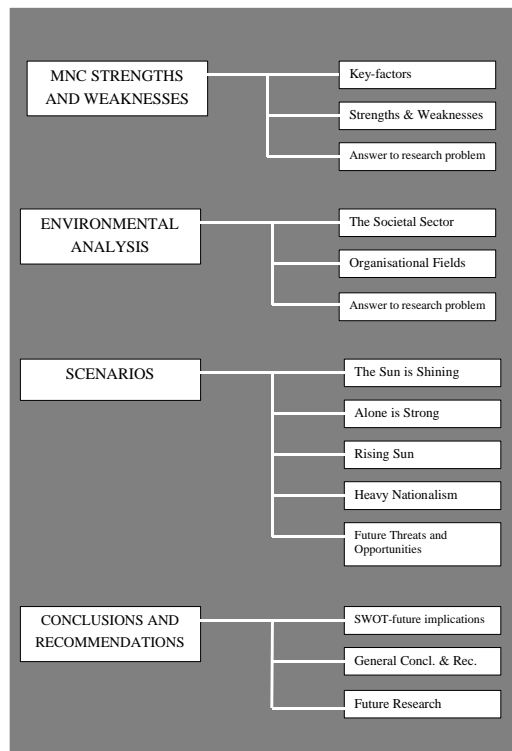 MNC STRENGTHS
AND WEAKNESSES
Key-factors
Strengths & Weaknesses
Answer to research problem
ENVIRONMENTAL
ANALYSIS
The Societal Sector
Organisational Fields
Answer to research problem
SCENARIOS
The Sun is Shining
Alone is Strong
Rising Sun
Heavy Nationalism
Future Threats and
Opportunities
CONCLUSIONS AND
RECOMMENDATIONS
SWOT-future implications
General Concl. & Rec.
Future Research